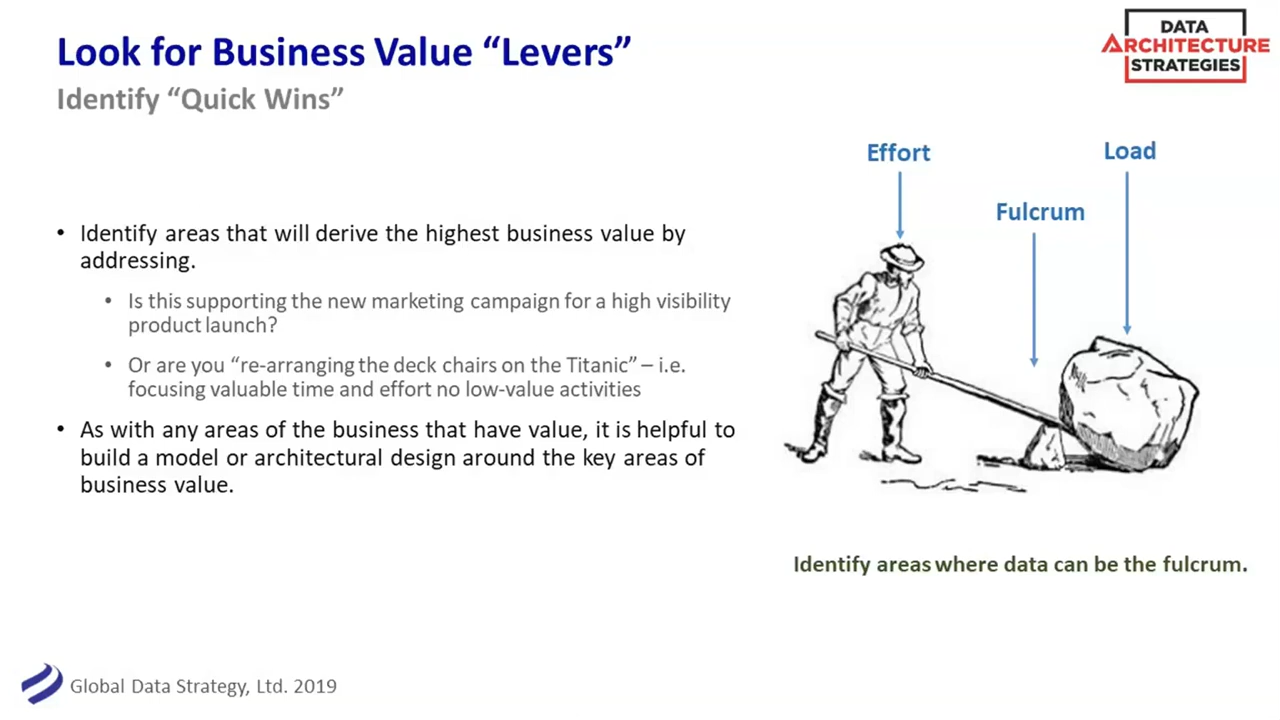 Look for Business Value “Levers”
Identify “Quick Wins”
DATA
ARCHITECTURE
STRATEGIES
• Identify areas that will derive the highest business value by
addressing.
• Is this supporting the new marketing campaign for a high visibility
product launch?
• Or are you “re-arranging the deck chairs on the Titanic” – i.e.
focusing valuable time and effort no low-value activities
• As with any areas of the business that have value, it is helpful to
build a model or architectural design around the key areas of
business value.
Effort
Load
Fulcrum
Identify areas where data can be the fulcrum.
Global Data Strategy, Ltd. 2019